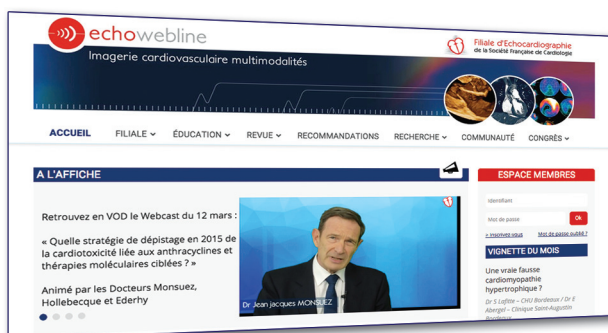 echowebline
Imagerie cardiovasculaire multimodalités
Filiale d'Echocardiographie
de la Société Française de Cardiologie
ACCUEIL FILIALE ÉDUCATION REVUE RECOMMANDATIONS RECHERCHE COMMUNAUTÉ CONGRÈS
A L'AFFICHE
Retrouvez en VOD le Webcast du 12 mars :
« Quelle stratégie de dépistage en 2015 de
la cardiotoxicité liée aux anthracyclines et
thérapies moléculaires ciblées ? »
Animé par les Docteurs Monsuez,
Hollebecque et Ederhy
Dr Jean jacques MONSUEZ
ESPACE MEMBRES
Identifiant
Mot de passe
Ok
» Inscrivez vous Mot de passe oublié ?
VIGNETTE DU MOIS
Une vraie fausse
cardiomyopathie
hypertrophique ?
Dr S Lafitte – CHU Bordeaux / Dr E
Abergel – Clinique Saint-Augustin
Bordeaux